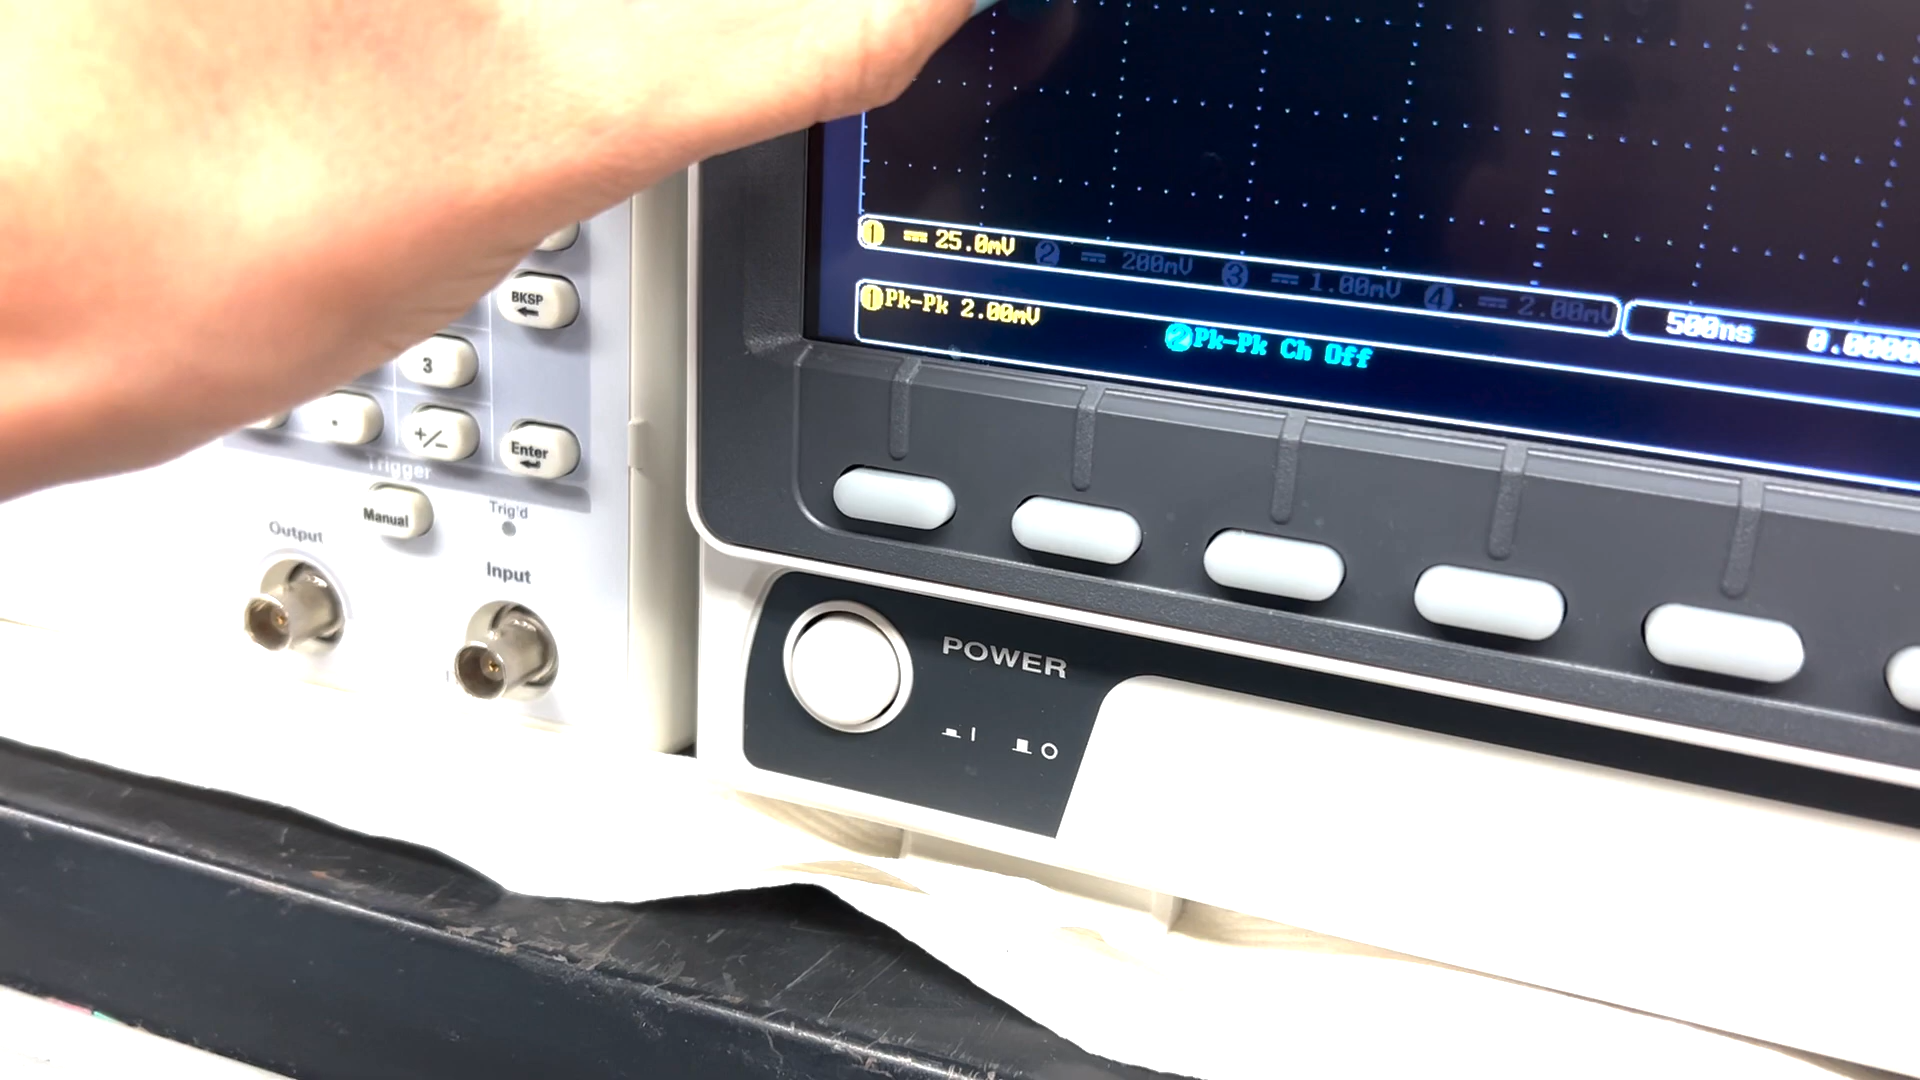 BKSP
3
.
+/-
Enter
Trigger
Manual
Trig'd
Output
Input
1 25.0mV 2 200mV 3 1.00mV 4 2.00mV
500ns
1 Pk-Pk 2.00mV
2 Pk-Pk Ch Off
POWER